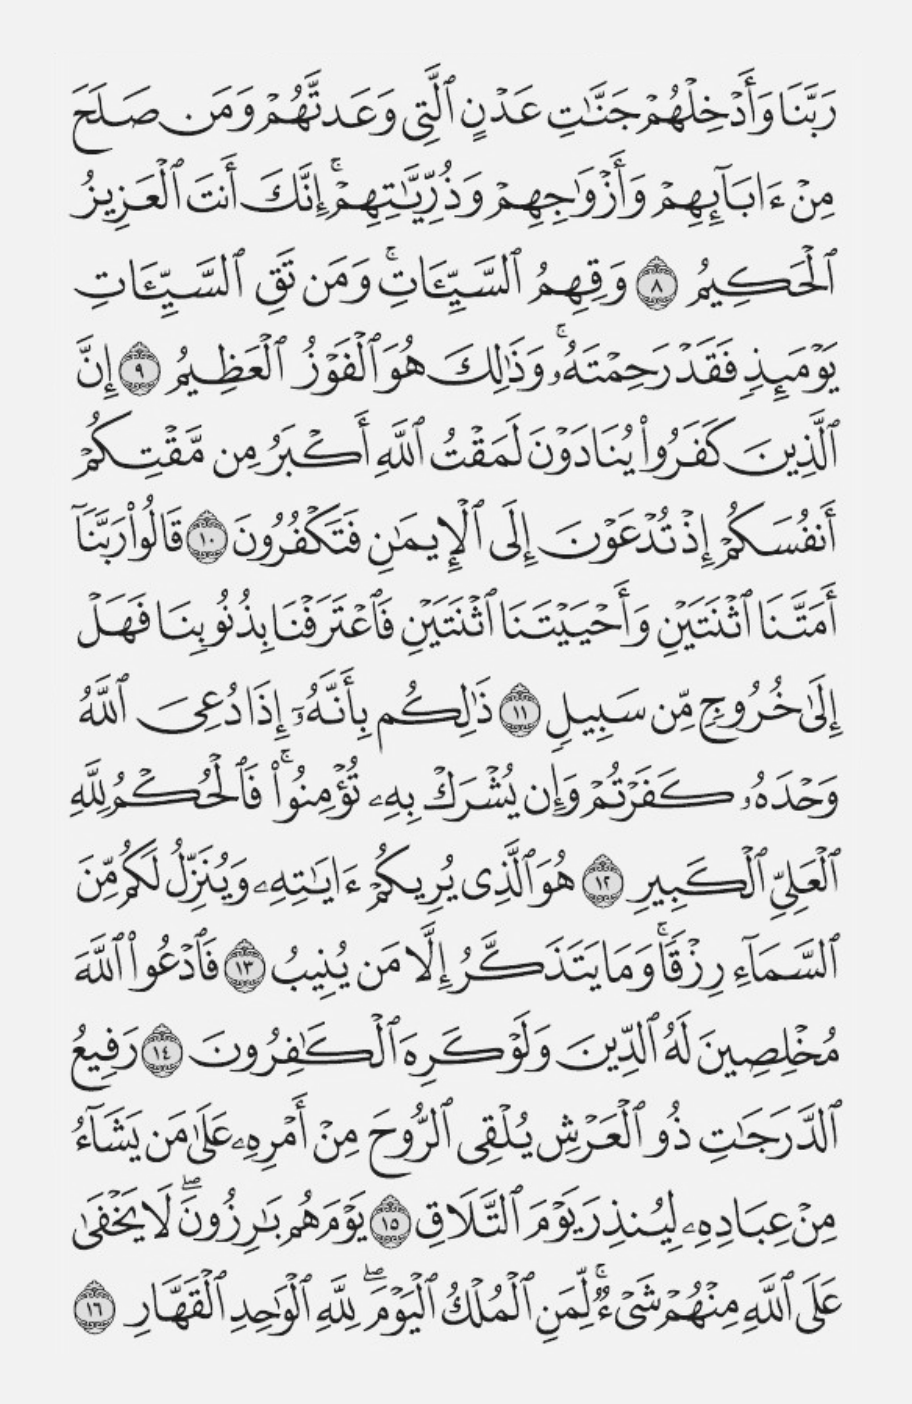 رَبَّنَا وَأَدْخِلْهُمْ جَنَّٰتِ عَدْنٍ ٱلَّتِي وَعَدتَّهُمْ وَمَن صَلَحَ
مِنْ ءَابَآئِهِمْ وَأَزْوَٰجِهِمْ وَذُرِّيَّٰتِهِمْۚ إِنَّكَ أَنتَ ٱلْعَزِيزُ
ٱلْحَكِيمُ ٨ وَقِهِمُ ٱلسَّيِّـَٔاتِۚ وَمَن تَقِ ٱلسَّيِّـَٔاتِ
يَوْمَئِذٍ فَقَدْ رَحِمْتَهُۥۚ وَذَٰلِكَ هُوَ ٱلْفَوْزُ ٱلْعَظِيمُ ٩ إِنَّ
ٱلَّذِينَ كَفَرُوا۟ يُنَادَوْنَ لَمَقْتُ ٱللَّهِ أَكْبَرُ مِن مَّقْتِكُمْ
أَنفُسَكُمْ إِذْ تُدْعَوْنَ إِلَى ٱلْإِيمَٰنِ فَتَكْفُرُونَ ١٠ قَالُوا۟ رَبَّنَآ
أَمَتَّنَا ٱثْنَتَيْنِ وَأَحْيَيْتَنَا ٱثْنَتَيْنِ فَٱعْتَرَفْنَا بِذُنُوبِنَا فَهَلْ
إِلَىٰ خُرُوجٍ مِّن سَبِيلٍ ١١ ذَٰلِكُم بِأَنَّهُۥٓ إِذَا دُعِىَ ٱللَّهُ
وَحْدَهُۥ كَفَرْتُمْ وَإِن يُشْرَكْ بِهِۦ تُؤْمِنُوا۟ۚ فَٱلْحُكْمُ لِلَّهِ
ٱلْعَلِىِّ ٱلْكَبِيرِ ١٢ هُوَ ٱلَّذِى يُرِيكُمْ ءَايَٰتِهِۦ وَيُنَزِّلُ لَكُم مِّنَ
ٱلسَّمَآءِ رِزْقًاۚ وَمَا يَتَذَكَّرُ إِلَّا مَن يُنِيبُ ١٣ فَٱدْعُوا۟ ٱللَّهَ
مُخْلِصِينَ لَهُ ٱلدِّينَ وَلَوْ كَرِهَ ٱلْكَٰفِرُونَ ١٤ رَفِيعُ
ٱلدَّرَجَٰتِ ذُو ٱلْعَرْشِ يُلْقِى ٱلرُّوحَ مِنْ أَمْرِهِۦ عَلَىٰ مَن يَشَآءُ
مِنْ عِبَادِهِۦ لِيُنذِرَ يَوْمَ ٱلتَّلَاقِ ١٥ يَوْمَ هُم بَٰرِزُونَۖ لَا يَخْفَىٰ
عَلَى ٱللَّهِ مِنْهُمْ شَىْءٌۚ لِّمَنِ ٱلْمُلْكُ ٱلْيَوْمَۖ لِلَّهِ ٱلْوَٰحِدِ ٱلْقَهَّارِ ١٦